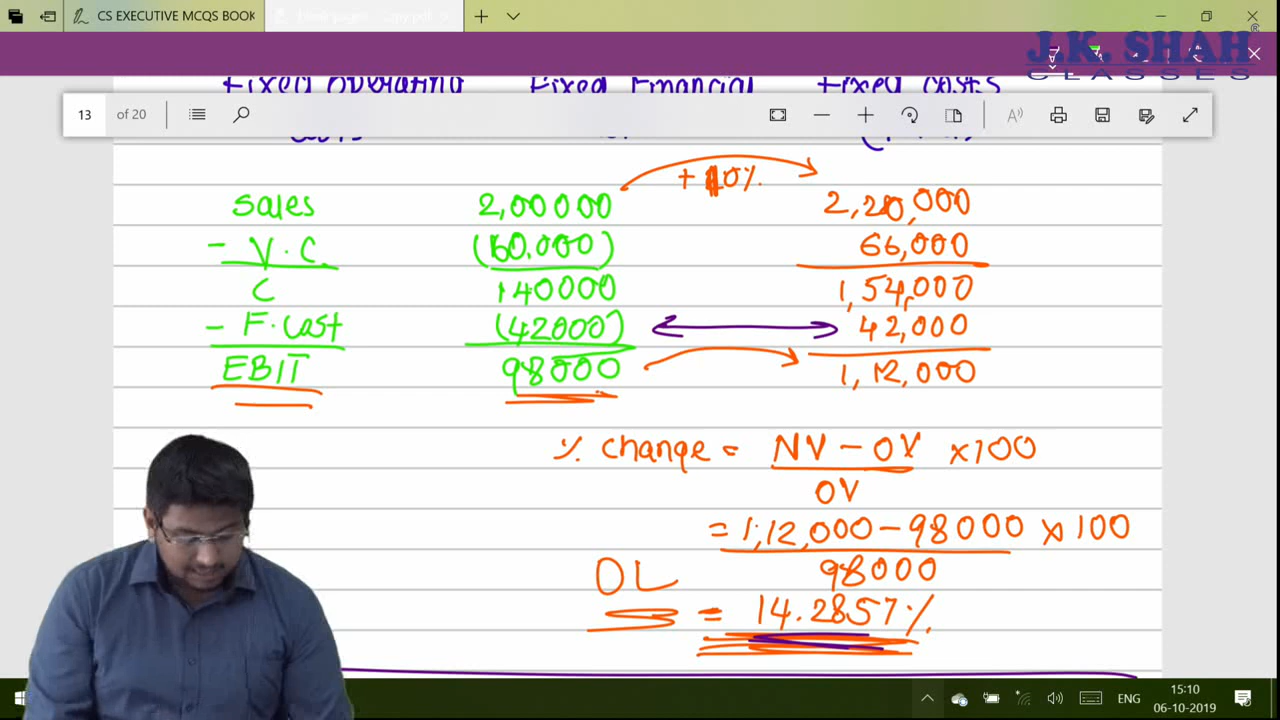 CS EXECUTIVE MCQS BOOK
J.K. SHAH ®
CLASSES
Fixed Operating Fixed Financial Fixed Costs
13 of 20
+ 10%
Sales 2,00000 2,20,000
- V.C (60,000) 66,000
C 140000 1,54,000
- F.Cost (42000) 42,000
EBIT 98000 1,12,000
% Change = NV - OV x100
OV
= 1,12,000 - 98000 x 100
98000
OL
= 14.2857%
ENG
15:10
06-10-2019